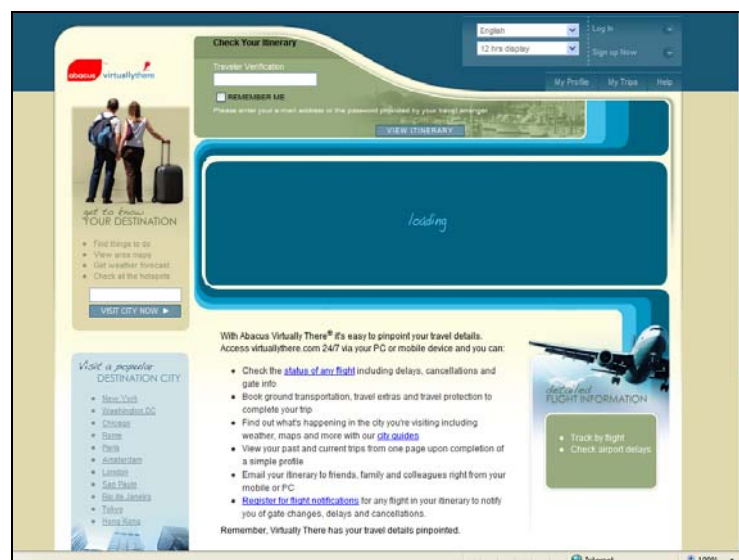 English
12 hrs display
Log In
Sign up Now
My Profile
My Trips
Help
abacus virtuallythere
Check Your Itinerary
Traveler Verification
REMEMBER ME
Please enter your e-mail address or the password provided by your travel arranger
VIEW ITINERARY
get to know
YOUR DESTINATION
Find things to do
View area maps
Get weather forecast
Check all the hotspots
VISIT CITY NOW
loading
Visit a popular
DESTINATION CITY
New York
Washington DC
Chicago
Rome
Paris
Amsterdam
London
Sao Paulo
Rio de Janeiro
Tokyo
Hong Kong
With Abacus Virtually There® it's easy to pinpoint your travel details.
Access virtuallythere.com 24/7 via your PC or mobile device and you can:
Check the status of any flight including delays, cancellations and
gate info
Book ground transportation, travel extras and travel protection to
complete your trip
Find out what's happening in the city you're visiting including
weather, maps and more with our city guides
View your past and current trips from one page upon completion of
a simple profile
Email your itinerary to friends, family and colleagues right from your
mobile or PC
Register for flight notifications for any flight in your itinerary to notify
you of gate changes, delays and cancellations.
Remember, Virtually There has your travel details pinpointed.
detailed
FLIGHT INFORMATION
Track by flight
Check airport delays
Internet
100%